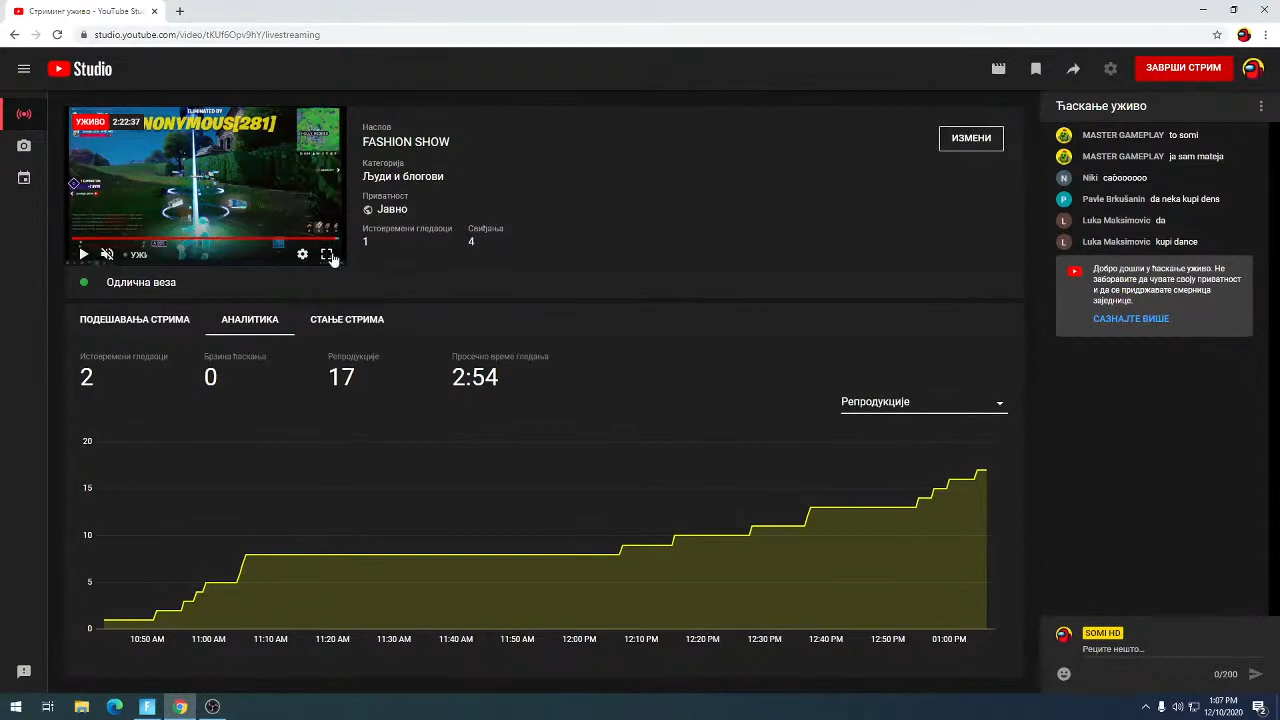 Стриминг уживо - YouTube Stu
studio.youtube.com/video/tKUf6Opv9hY/livestreaming
Studio
ЗАВРШИ СТРИМ
ELIMINATED BY
УЖИВО 2:22:37
NONYMOUS[281]
УЖИ
Наслов
FASHION SHOW
Категорија
Људи и блогови
Приватност
Јавно
Истовремени гледаоци Свиђања
1 4
ИЗМЕНИ
Одлична веза
ПОДЕШАВАЊА СТРИМА АНАЛИТИКА СТАЊЕ СТРИМА
Истовремени гледаоци Брзина ћаскања Репродукције Просечно време гледања
2 0 17 2:54
Репродукције
20
15
10
5
0
10:50 AM 11:00 AM 11:10 AM 11:20 AM 11:30 AM 11:40 AM 11:50 AM 12:00 PM 12:10 PM 12:20 PM 12:30 PM 12:40 PM 12:50 PM 01:00 PM
Ћаскање уживо
MASTER GAMEPLAY to somi
MASTER GAMEPLAY ja sam mateja
N Niki сабоооооо
P Pavle Brkušanin da neka kupi dens
L Luka Maksimovic da
L Luka Maksimovic kupi dance
Добро дошли у ћаскање уживо. Не
заборавите да чувате своју приватност
и да се придржавате смерница
заједнице.
САЗНАЈТЕ ВИШЕ
SOMI HD
Реците нешто...
0/200
1:07 PM
12/10/2020
2